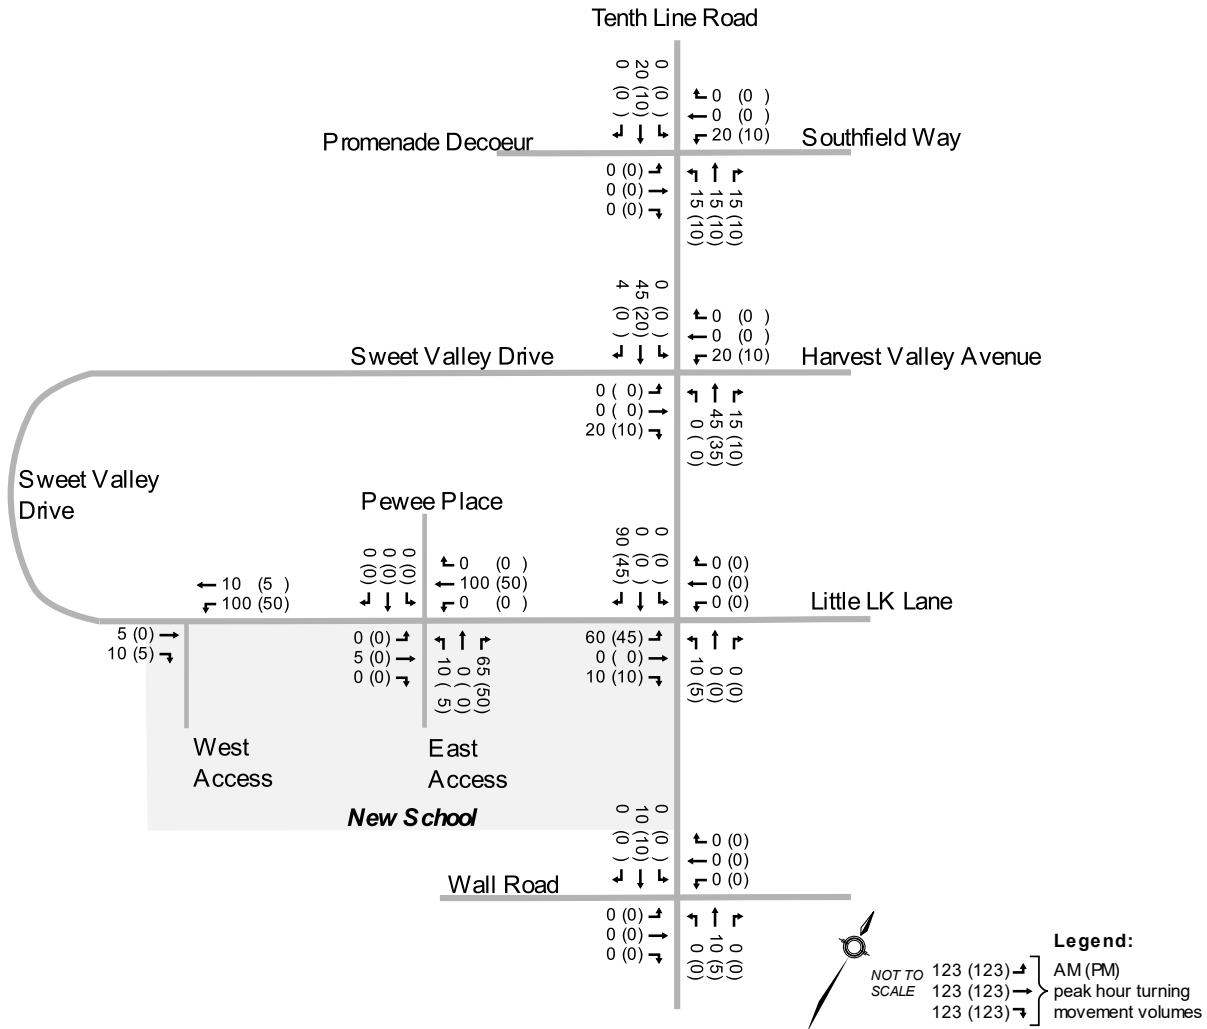 Tenth Line Road
0 (0 )
20 (10)
0 (0 )
0 (0 )
0 (0 )
20 (10)
Promenade Decoeur
Southfield Way
0 (0)
0 (0)
0 (0)
15 (10)
15 (10)
15 (10)
4 (0 )
45 (20)
0 (0 )
0 (0 )
0 (0 )
20 (10)
Sweet Valley Drive
Harvest Valley Avenue
0 ( 0)
0 ( 0)
20 (10)
0 ( 0)
45 (35)
15 (10)
Sweet Valley
Drive
Pewee Place
0 (0)
0 (0)
0 (0)
0 (0 )
100 (50)
0 (0 )
90 (45)
0 (0 )
0 (0 )
0 (0)
0 (0)
0 (0)
10 (5 )
100 (50)
Little LK Lane
5 (0)
10 (5)
0 (0)
5 (0)
0 (0)
10 ( 5)
0 ( 0)
65 (50)
60 (45)
0 ( 0)
10 (10)
10 (5)
0 (0)
0 (0)
West
Access
East
Access
New School
0 (0 )
10 (10)
0 (0 )
0 (0)
0 (0)
0 (0)
Wall Road
0 (0)
0 (0)
0 (0)
0 (0)
10 (5)
0 (0)
Legend:
NOT TO
SCALE
123 (123) AM (PM)
123 (123) peak hour turning
123 (123) movement volumes